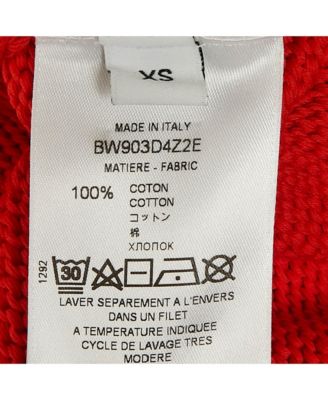 XS
MADE IN ITALY
BW903D4Z2E
MATIERE - FABRIC
100% COTON
COTTON
コットン
棉
ХЛОПОК
1292
30
LAVER SEPAREMENT A L'ENVERS
DANS UN FILET
A TEMPERATURE INDIQUEE
CYCLE DE LAVAGE TRES
MODERE